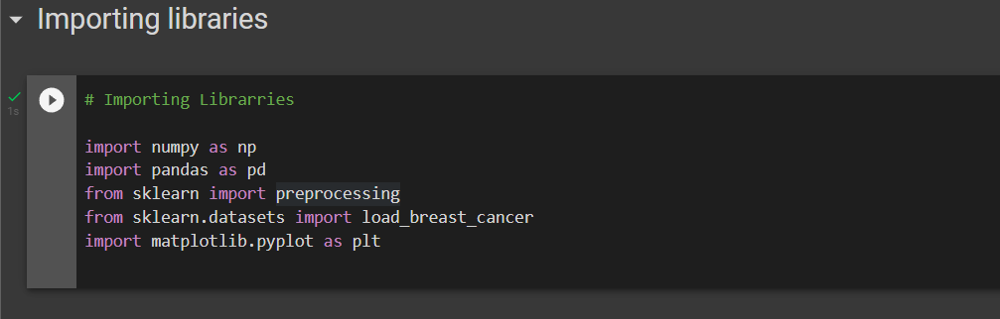 Importing libraries
1s
# Importing Librarries
import numpy as np
import pandas as pd
from sklearn import preprocessing
from sklearn.datasets import load_breast_cancer
import matplotlib.pyplot as plt